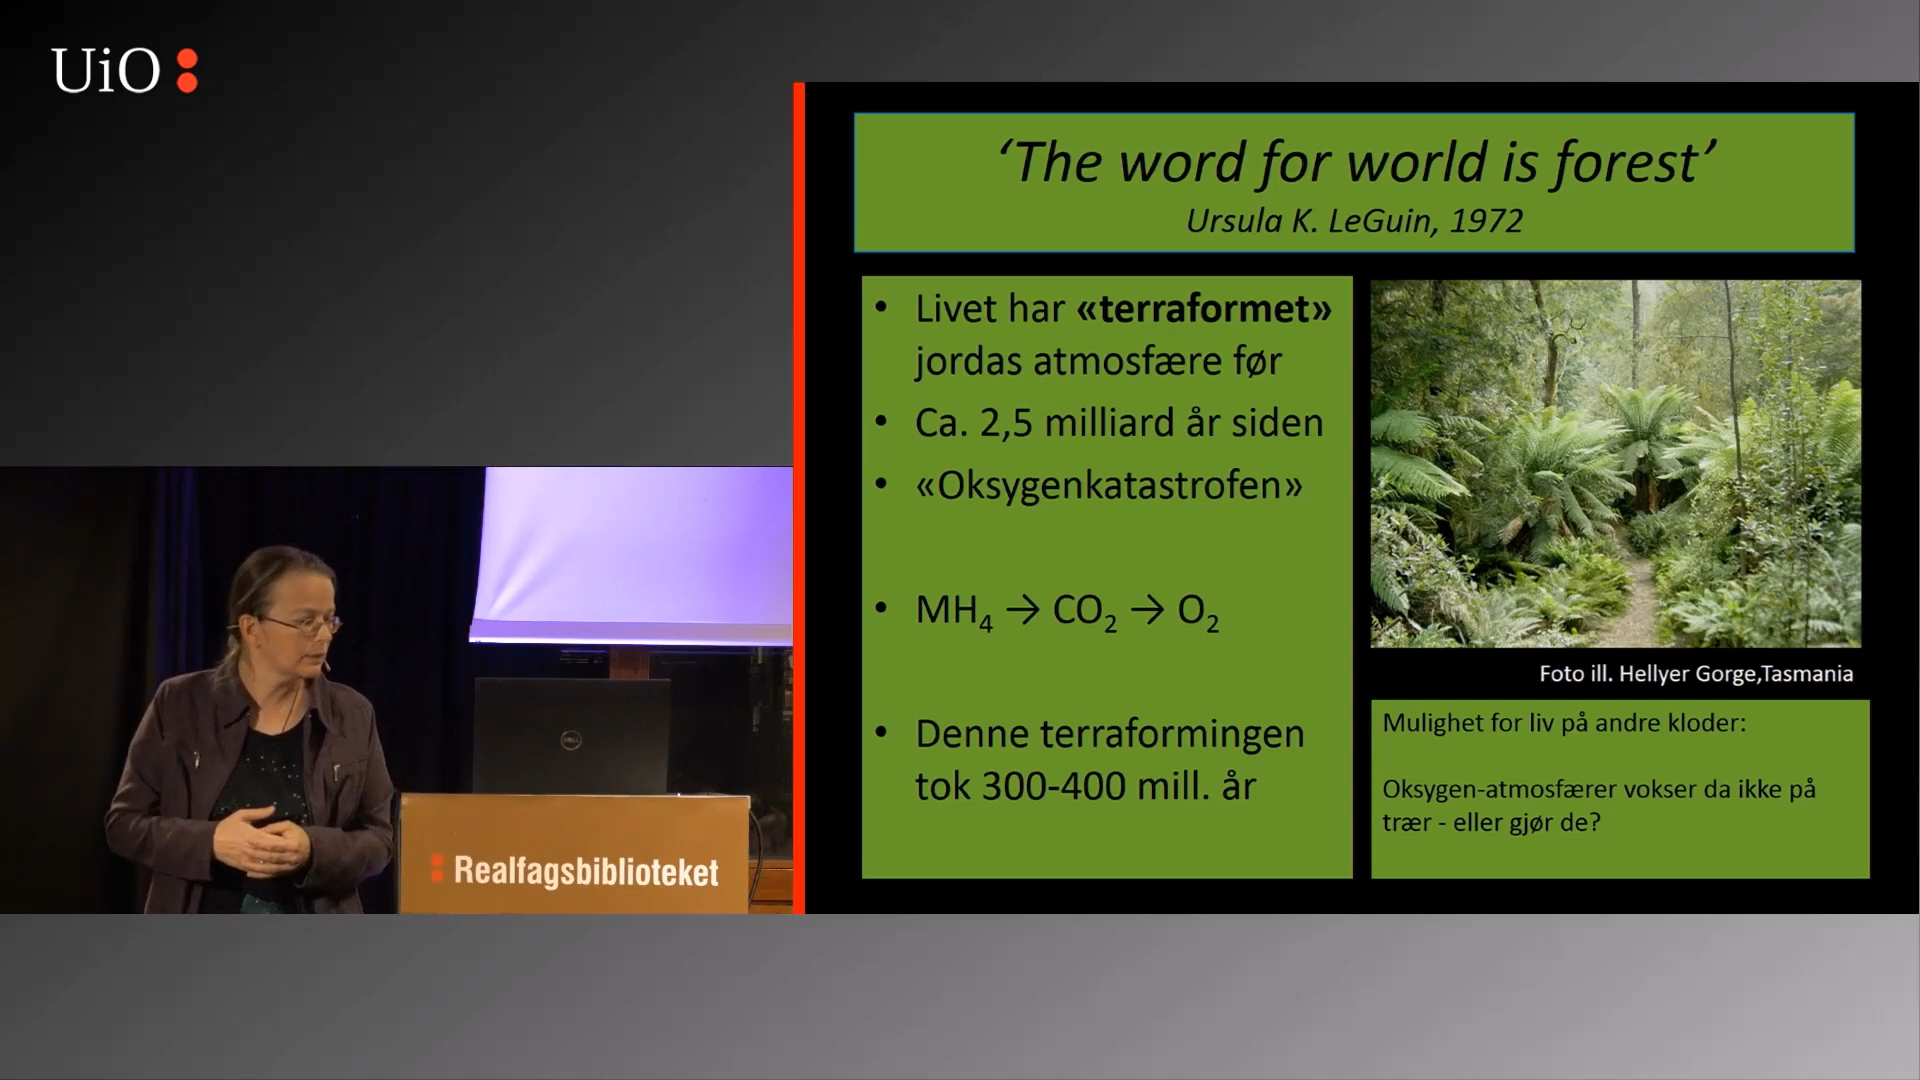 UiO
‘The word for world is forest’
Ursula K. LeGuin, 1972
• Livet har «terraformet»
jordas atmosfære før
• Ca. 2,5 milliard år siden
• «Oksygenkatastrofen»
• MH₄ → CO₂ → O₂
• Denne terraformingen
tok 300-400 mill. år
Foto ill. Hellyer Gorge,Tasmania
Mulighet for liv på andre kloder:
Oksygen-atmosfærer vokser da ikke på
trær - eller gjør de?
DELL
Realfagsbiblioteket